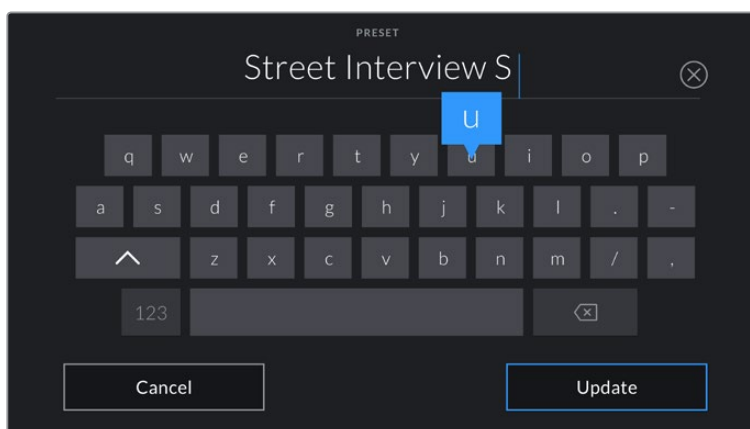 PRESET
Street Interview S
u
q w e r t y u i o p
a s d f g h j k l . -
z x c v b n m / ,
123
Cancel Update